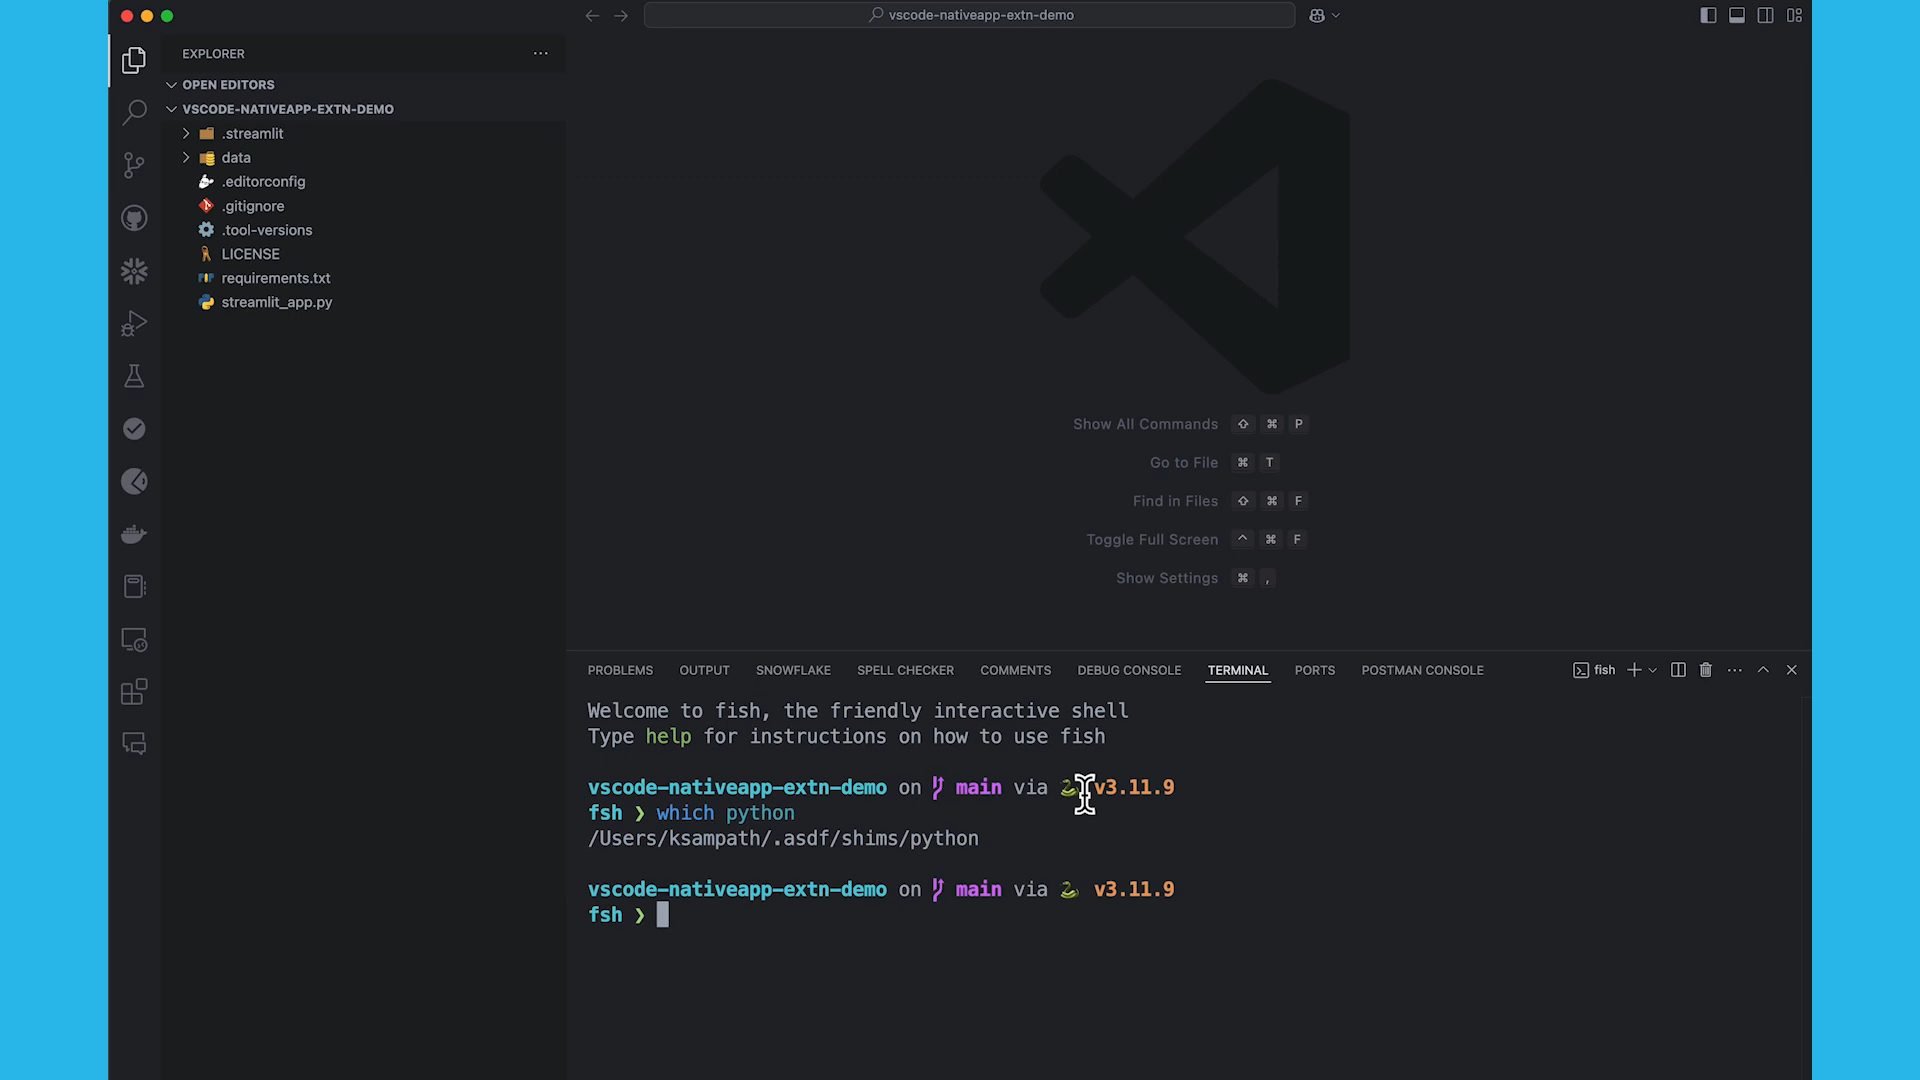 vscode-nativeapp-extn-demo
EXPLORER
OPEN EDITORS
VSCODE-NATIVEAPP-EXTN-DEMO
.streamlit
data
.editorconfig
.gitignore
.tool-versions
LICENSE
requirements.txt
streamlit_app.py
Show All Commands ⇧ ⌘ P
Go to File ⌘ T
Find in Files ⇧ ⌘ F
Toggle Full Screen ^ ⌘ F
Show Settings ⌘ ,
PROBLEMS OUTPUT SNOWFLAKE SPELL CHECKER COMMENTS DEBUG CONSOLE TERMINAL PORTS POSTMAN CONSOLE fish
Welcome to fish, the friendly interactive shell
Type help for instructions on how to use fish
vscode-nativeapp-extn-demo on main via 🐍 v3.11.9
fsh ❯ which python
/Users/ksampath/.asdf/shims/python
vscode-nativeapp-extn-demo on main via 🐍 v3.11.9
fsh ❯